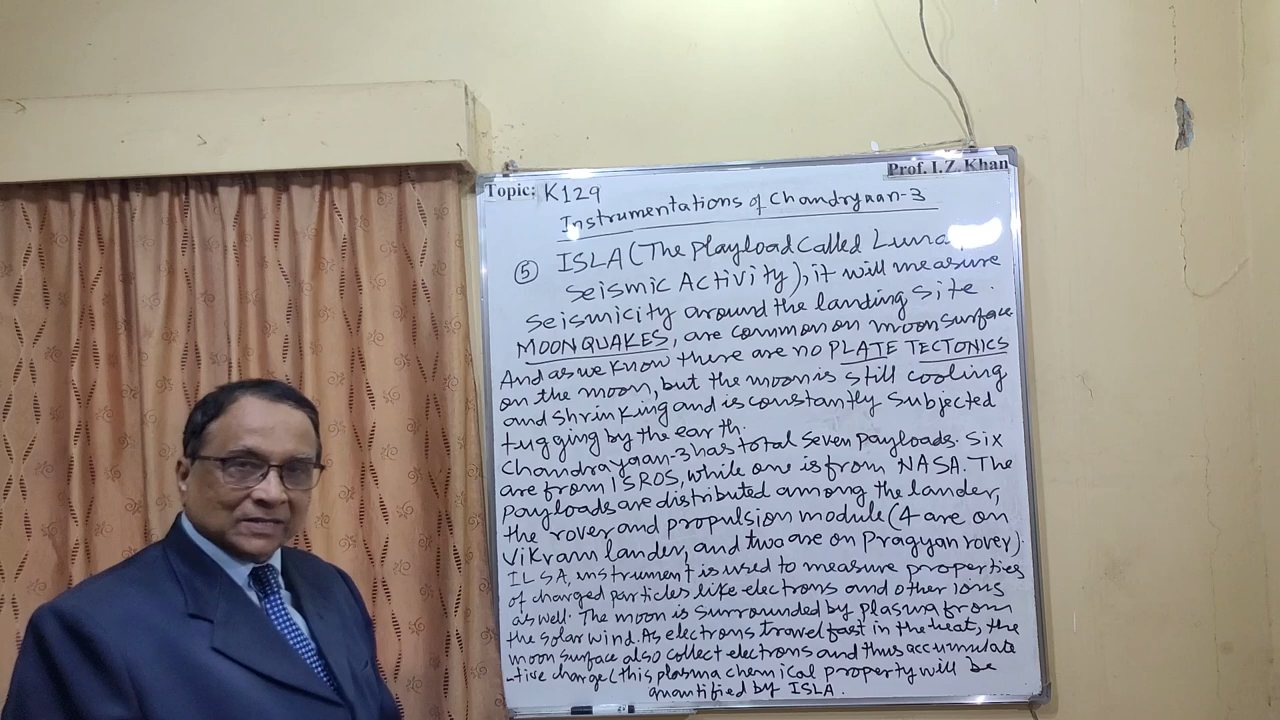 Prof. I.Z. Khan
Topic: K129
Instrumentations of Chandryaan-3
⑤ ISLA (The Playload Called Luna
Seismic Activity), it will measure
Seismicity around the landing Site.
MOONQUAKES, are common on moon surface
And as we know there are no PLATE TECTONICS
on the moon, but the moon is still cooling
and shrinking and is constantly subjected
tugging by the earth.
Chandrayaan-3 has total seven payloads. Six
are from ISROS, while one is from NASA. The
payloads are distributed among the lander,
the rover and propulsion module (4 are on
Vikram lander, and two are on Pragyan rover).
ILSA, instrument is used to measure properties
of charged particles like electrons and other ions
as well. The moon is surrounded by plasma from
the solar wind. As electrons travel fast in the heat, the
moon surface also collect electrons and thus accumulate
-tive charge (this plasma chemical property will be
quantified by ISLA.